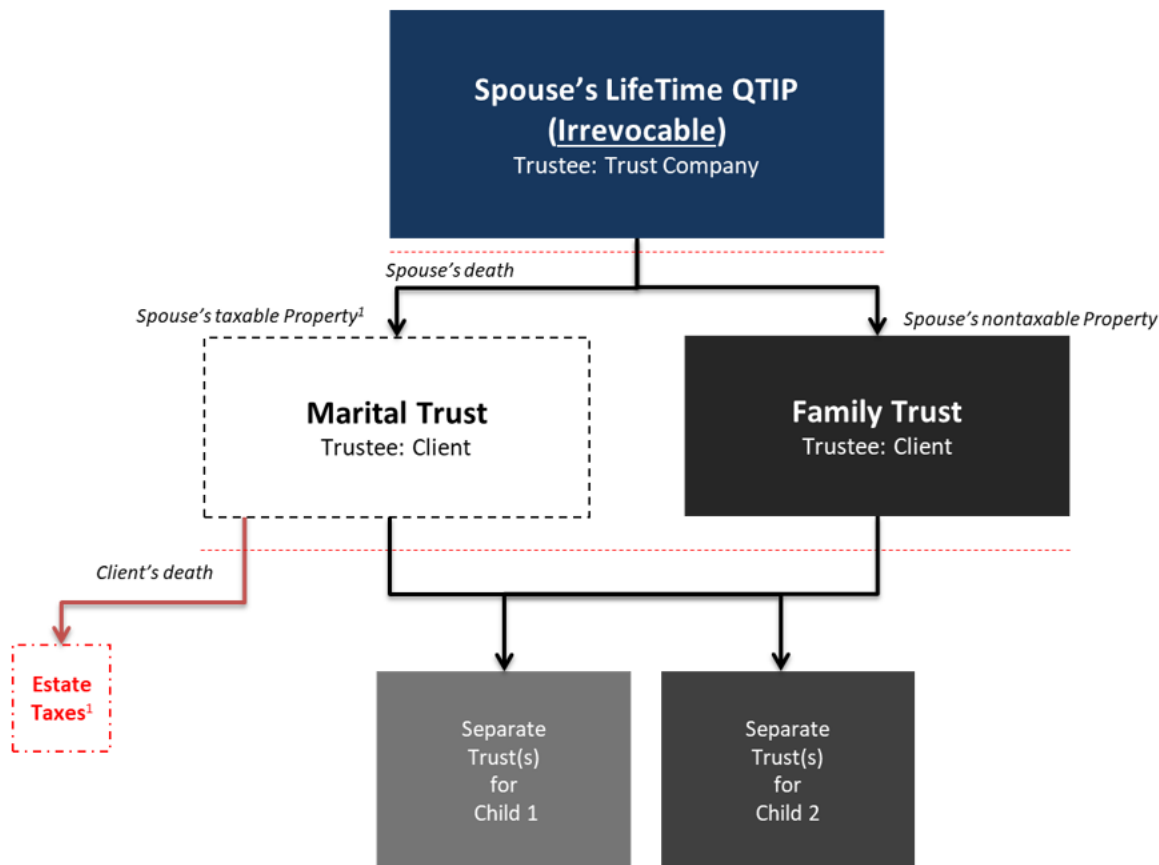 Spouse's LifeTime QTIP
(Irrevocable)
Trustee: Trust Company
Spouse's death
Spouse's taxable Property¹
Spouse's nontaxable Property
Marital Trust
Trustee: Client
Family Trust
Trustee: Client
Client's death
Estate
Taxes¹
Separate
Trust(s)
for
Child 1
Separate
Trust(s)
for
Child 2